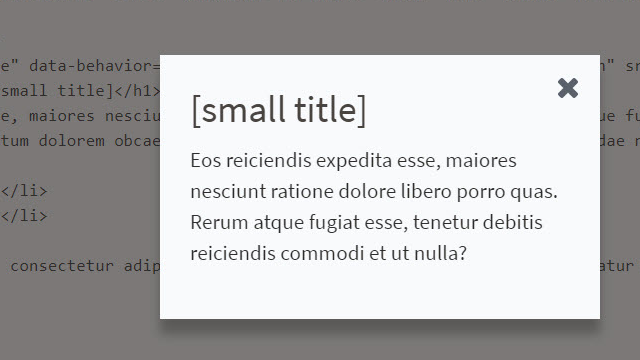 e" data-behavior=
[small title]
small title]</h1>
e, maiores nesciu
tum dolorem obcae
Eos reiciendis expedita esse, maiores
nesciunt ratione dolore libero porro quas.
Rerum atque fugiat esse, tenetur debitis
reiciendis commodi et ut nulla?
</li>
</li>
consectetur adip